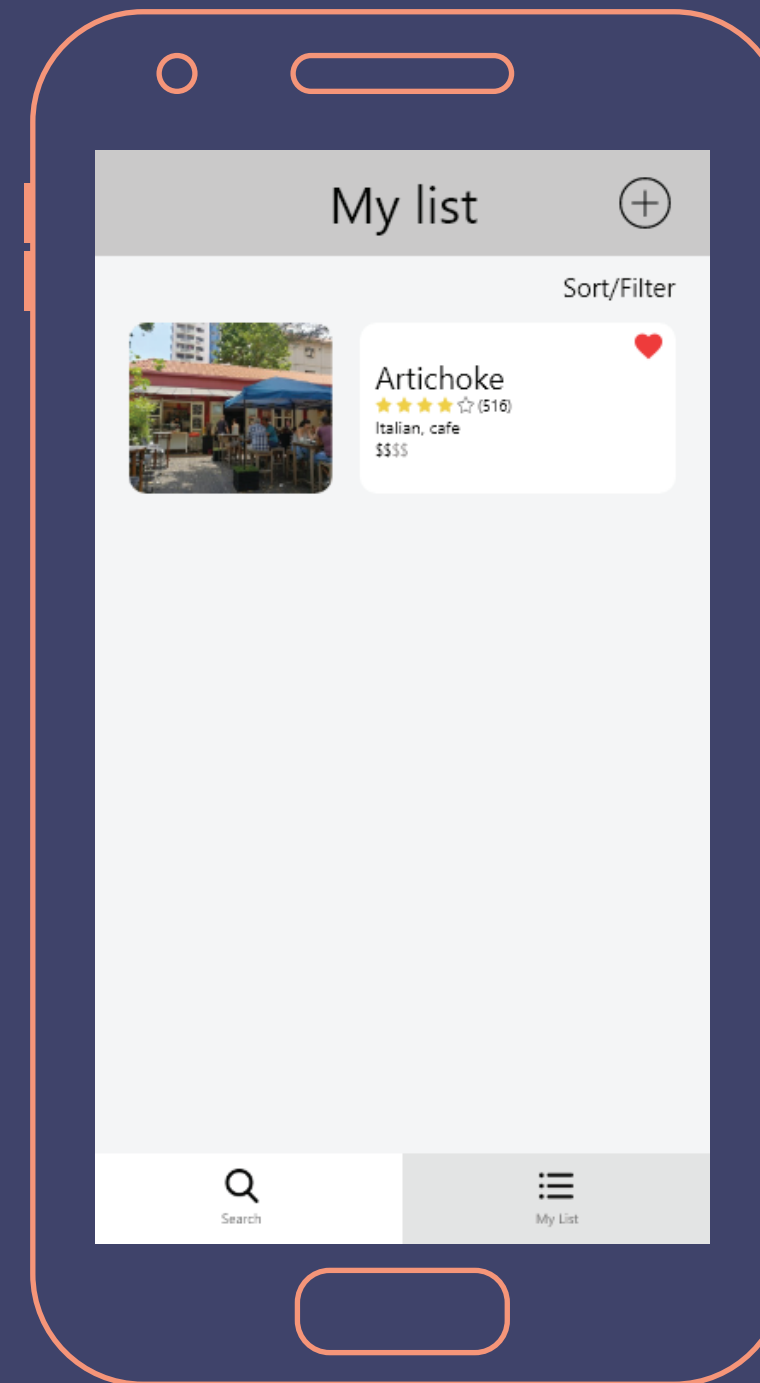 My list
Sort/Filter
Artichoke
(516)
Italian, cafe
$$$$
Search
My List